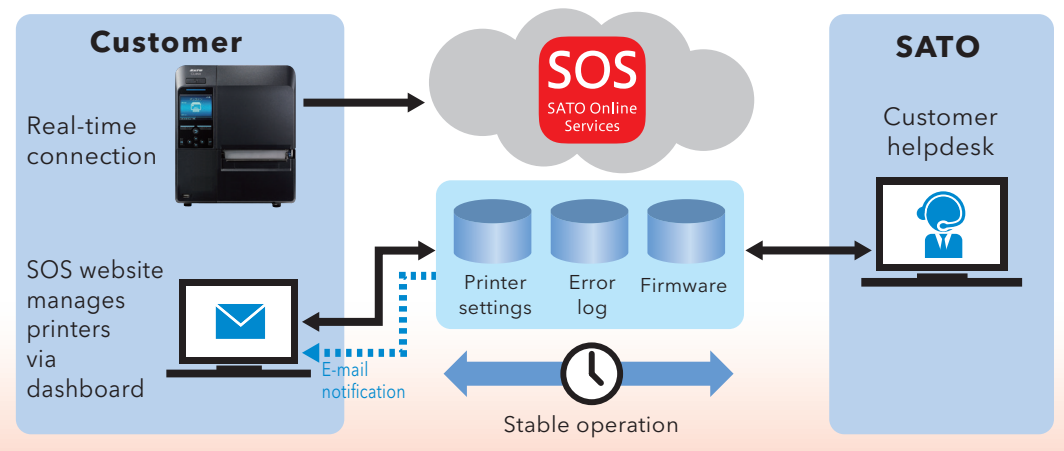 Customer
Real-time
connection
SOS website
manages
printers
via
dashboard
E-mail
notification
SOS
SATO Online
Services
Printer
settings
Error
log
Firmware
Stable operation
SATO
Customer
helpdesk